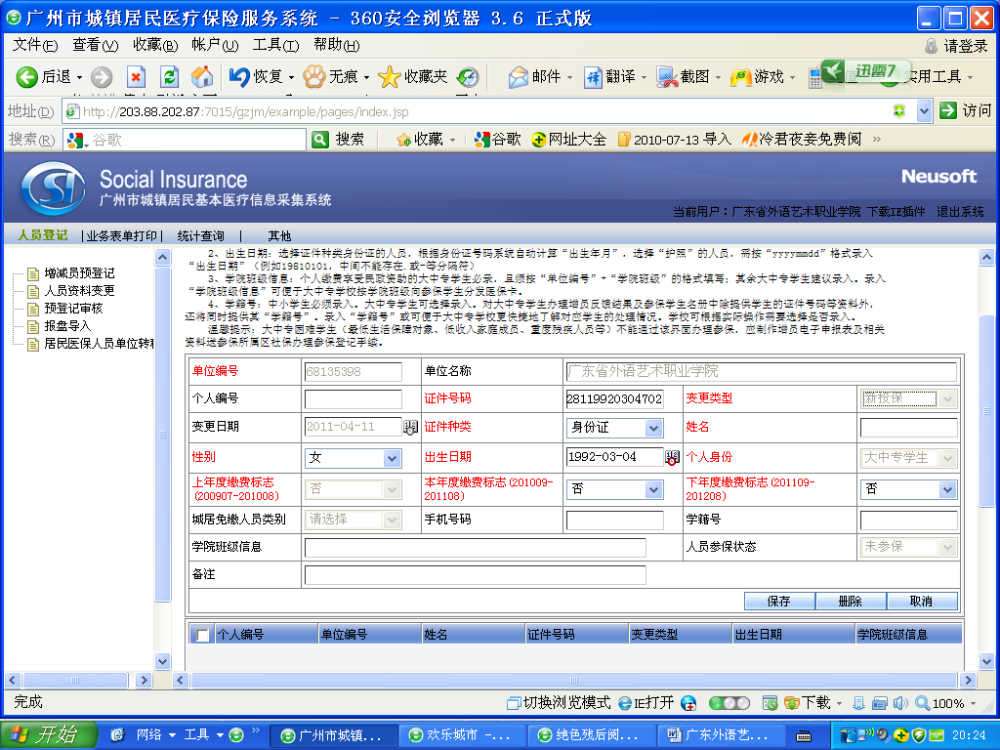 广州市城镇居民医疗保险服务系统 - 360安全浏览器 3.6 正式版
文件(F) 查看(V) 收藏(B) 帐户(U) 工具(T) 帮助(H) 请登录
后退 恢复 无痕 收藏夹 邮件 翻译 截图 游戏 迅雷7 实用工具
地址(D) http://203.88.202.87:7015/gzjm/example/pages/index.jsp 访问
搜索(R) 谷歌 搜索 收藏 谷歌 网址大全 2010-07-13 导入 冷君夜妾免费阅 »
Social Insurance
广州市城镇居民基本医疗信息采集系统
Neusoft
当前用户：广东省外语艺术职业学院 下载IE插件 退出系统
人员登记 |业务表单打印| 统计查询 | 其他
增减员预登记
人员资料变更
预登记审核
报盘导入
居民医保人员单位转移
2、出生日期：选择证件种类身份证的人员，根据身份证号码系统自动计算“出生年月”，选择“护照”的人员，需按“yyyymmdd”格式录入
“出生日期”（例如19810101，中间不能存在.或-等分隔符）
3、学院班级信息：个人缴费享受民政资助的大中专学生必录，且须按“单位编号”+“学院班级”的格式填写；其余大中专学生建议录入。录入
“学院班级信息”可便于大中专学校按学院班级向参保学生分发医保卡。
4、学籍号：中小学生必须录入。大中专学生可选择录入。对大中专学生办理增员反馈结果及参保学生名册中除提供学生的证件号码等资料外，
还将同时提供其“学籍号”。录入“学籍号”或可便于大中专学校更快捷地了解对应学生的处理情况。学校可根据实际操作需要选择是否录入。
温馨提示：大中专困难学生（最低生活保障对象、低收入家庭成员、重度残疾人员等）不能通过该界面办理参保，应制作增员电子申报表及相关
资料送参保所属区社保办理参保登记手续。
单位编号 68135398 单位名称 广东省外语艺术职业学院
个人编号 证件号码 28119920304702 变更类型 新投保
变更日期 2011-04-11 证件种类 身份证 姓名
性别 女 出生日期 1992-03-04 个人身份 大中专学生
上年度缴费标志 (200907-201008) 否 本年度缴费标志(201009-201108) 否 下年度缴费标志(201109-201208) 否
城居免缴人员类别 请选择 手机号码 学籍号
学院班级信息 人员参保状态 未参保
备注
保存 删除 取消
个人编号 单位编号 姓名 证件号码 变更类型 出生日期 学院班级信息
完成 切换浏览模式 IE打开 下载 100%
开始 网络 工具 » 广州市城镇... 欢乐城市 -... 绝色残后阅... 广东外语艺... 20:24